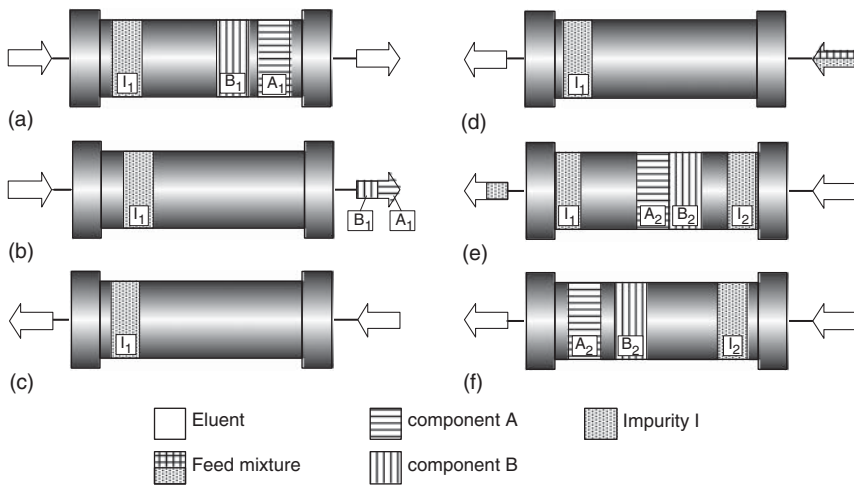 I1
B1
A1
(a)
I1
(d)
I1
B1
A1
(b)
I1
A2
B2
I2
(e)
I1
(c)
A2
B2
I2
(f)
Eluent
component A
Impurity I
Feed mixture
component B